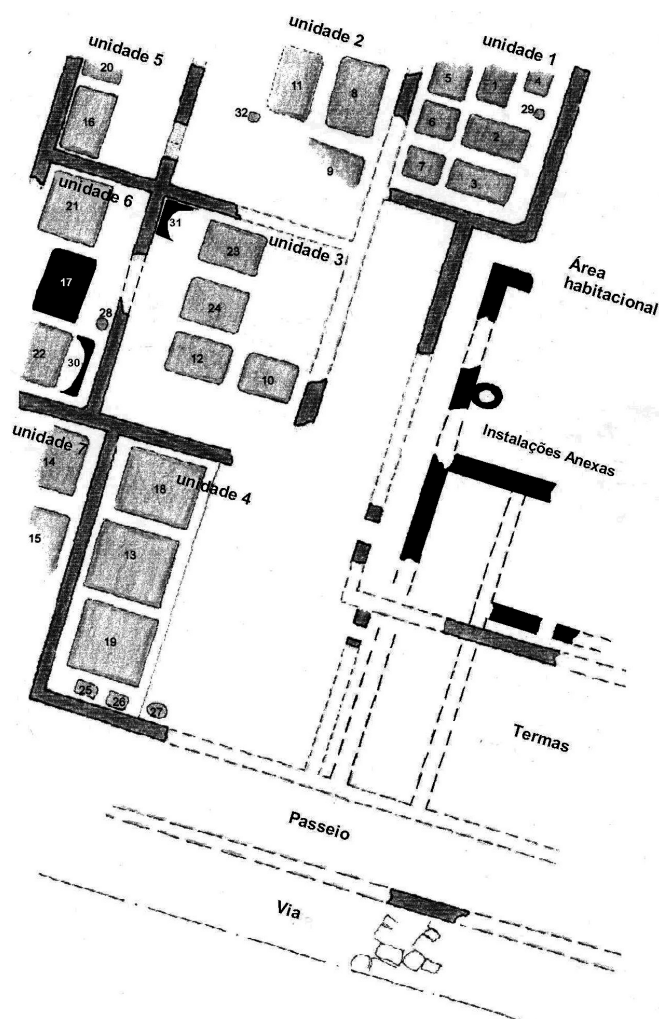 unidade 5
unidade 2
unidade 1
20
11
8
5
1
4
16
32
29
6
2
9
7
3
unidade 6
21
31
23
unidade 3
Área
habitacional
17
24
28
22
30
12
10
unidade 7
Instalações Anexas
14
18
unidade 4
15
13
19
25
26
27
Termas
Passeio
Via